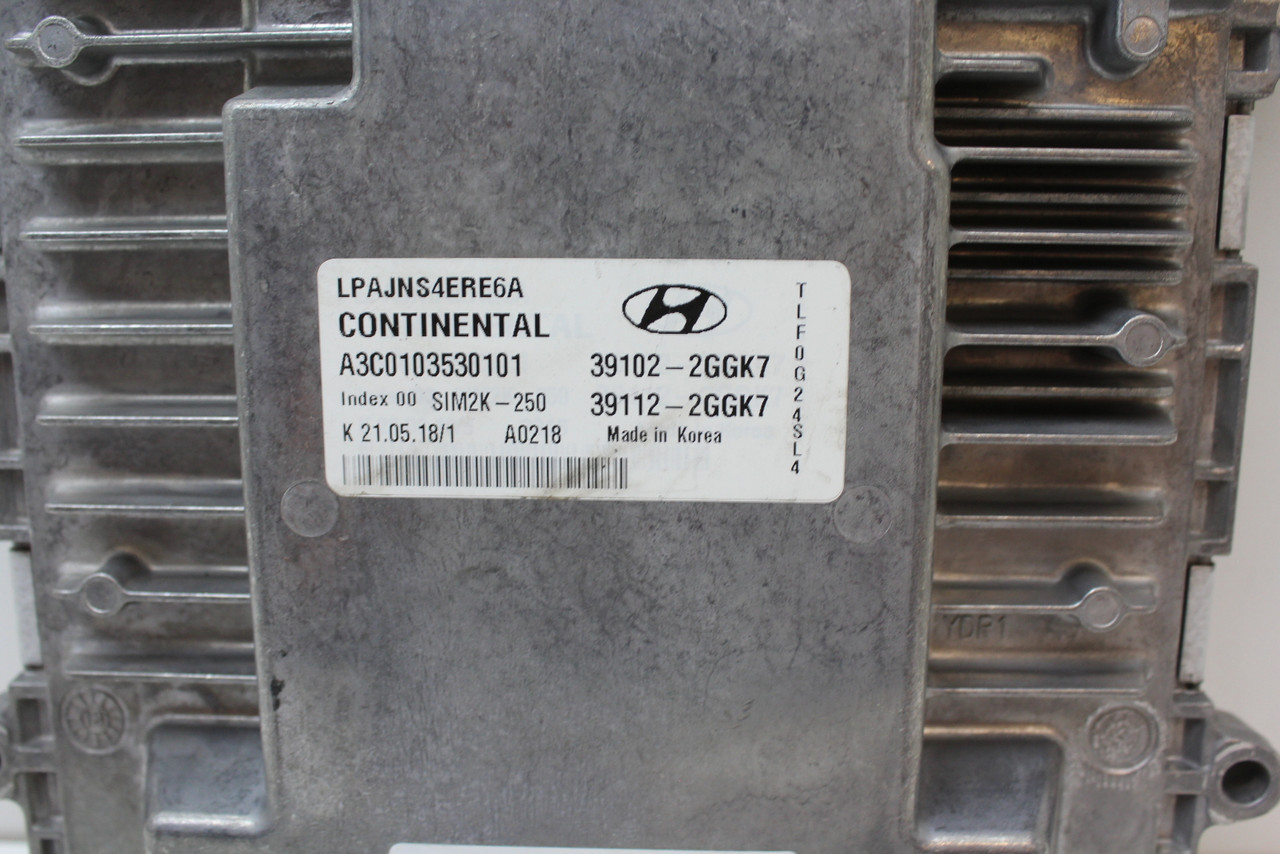 LPAJNS4ERE6A
CONTINENTAL
A3C0103530101 39102-2GGK7
Index 00 SIM2K-250 39112-2GGK7
K 21.05.18/1 A0218 Made in Korea
TLF0G24SL4
YDR1